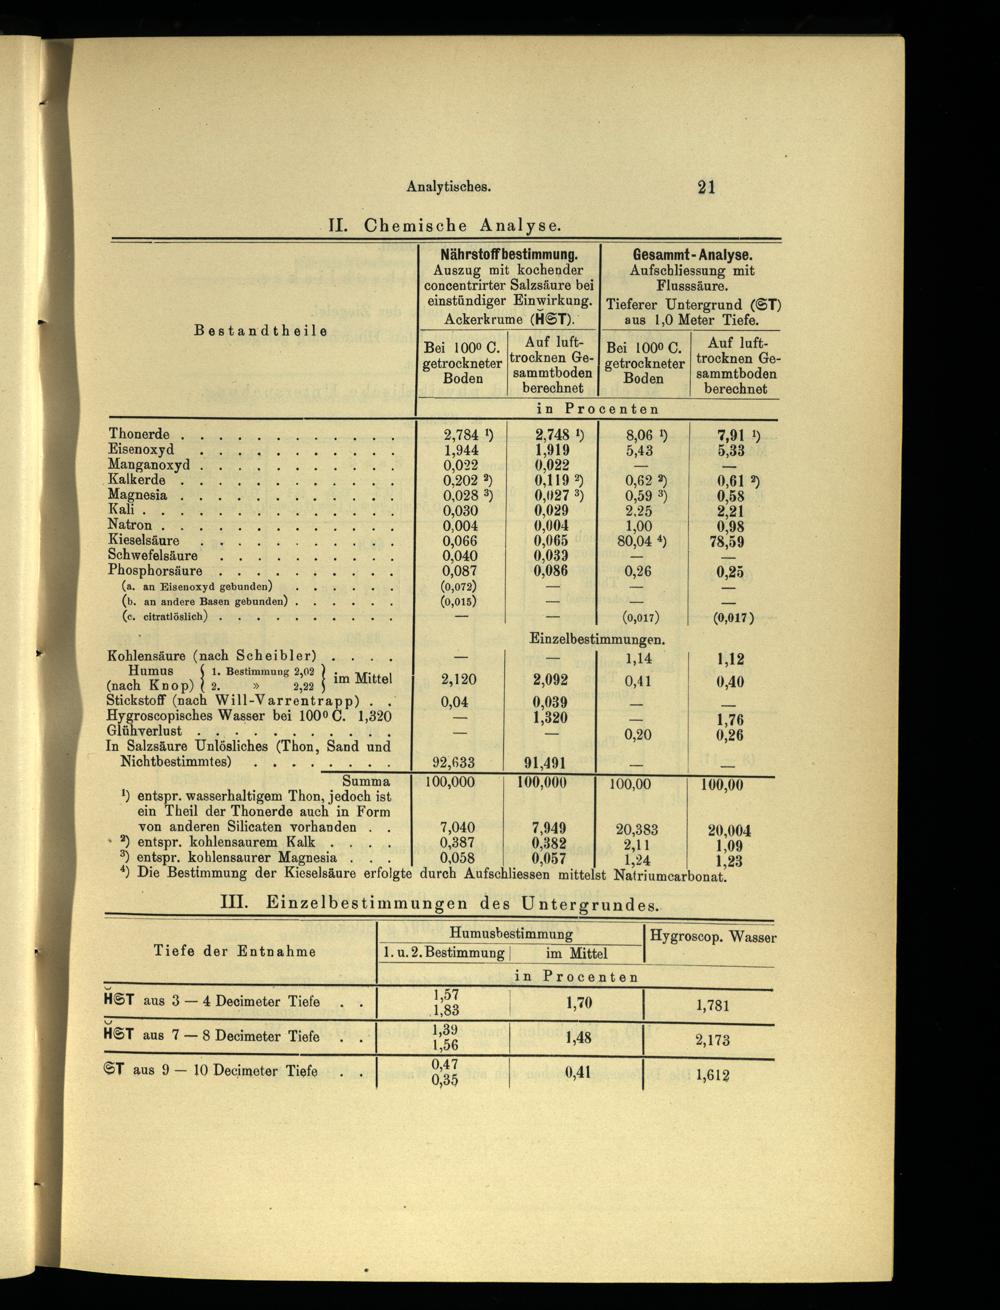 Analytisches. 21
II. Chemische Analyse.
Bestandtheile
Nährstoffbestimmung.
Auszug mit kochender
concentrirter Salzsäure bei
einstündiger Einwirkung.
Ackerkrume (H̆ST).
Gesammt-Analyse.
Aufschliessung mit
Flusssäure.
Tieferer Untergrund (ST)
aus 1,0 Meter Tiefe.
Bei 100° C.
getrockneter
Boden
Auf luft-
trocknen Ge-
sammtboden
berechnet
Bei 100° C.
getrockneter
Boden
Auf luft-
trocknen Ge-
sammtboden
berechnet
in Procenten
Thonerde . . . . . . . . . . . . 2,784 ¹) 2,748 ¹) 8,06 ¹) 7,91 ¹)
Eisenoxyd . . . . . . . . . . . 1,944 1,919 5,43 5,33
Manganoxyd . . . . . . . . . . . 0,022 0,022 — —
Kalkerde . . . . . . . . . . . . 0,202 ²) 0,119 ²) 0,62 ²) 0,61 ²)
Magnesia . . . . . . . . . . . . 0,028 ³) 0,027 ³) 0,59 ³) 0,58
Kali . . . . . . . . . . . . . . 0,030 0,029 2.25 2,21
Natron . . . . . . . . . . . . . 0,004 0,004 1,00 0,98
Kieselsäure . . . . . . . . . . . 0,066 0,065 80,04 ⁴) 78,59
Schwefelsäure . . . . . . . . . . 0,040 0,039 — —
Phosphorsäure . . . . . . . . . . 0,087 0,086 0,26 0,25
(a. an Eisenoxyd gebunden) . . . . . . (0,072) — — —
(b. an andere Basen gebunden) . . . . . . (0,015) — — —
(c. citratlöslich) . . . . . . . . . . — — (0,017) (0,017)
Einzelbestimmungen.
Kohlensäure (nach Scheibler) . . . . — — 1,14 1,12
Humus { 1. Bestimmung 2,02 }
(nach Knop) { 2. » 2,22 } im Mittel 2,120 2,092 0,41 0,40
Stickstoff (nach Will-Varrentrapp) . . 0,04 0,039 — —
Hygroscopisches Wasser bei 100° C. 1,320 — 1,320 — 1,76
Glühverlust . . . . . . . . . . . — — 0,20 0,26
In Salzsäure Unlösliches (Thon, Sand und
Nichtbestimmtes) . . . . . . . . 92,633 91,491 — —
Summa 100,000 100,000 100,00 100,00
¹) entspr. wasserhaltigem Thon, jedoch ist
ein Theil der Thonerde auch in Form
von anderen Silicaten vorhanden . . 7,040 7,949 20,383 20,004
²) entspr. kohlensaurem Kalk . . . . 0,387 0,382 2,11 1,09
³) entspr. kohlensaurer Magnesia . . . 0,058 0,057 1,24 1,23
⁴) Die Bestimmung der Kieselsäure erfolgte durch Aufschliessen mittelst Natriumcarbonat.
III. Einzelbestimmungen des Untergrundes.
Tiefe der Entnahme
Humusbestimmung
1. u. 2. Bestimmung im Mittel
Hygroscop. Wasser
in Procenten
H̆ST aus 3 — 4 Decimeter Tiefe . . 1,57
1,83 1,70 1,781
H̆ST aus 7 — 8 Decimeter Tiefe . . 1,39
1,56 1,48 2,173
ST aus 9 — 10 Decimeter Tiefe . . 0,47
0,35 0,41 1,612